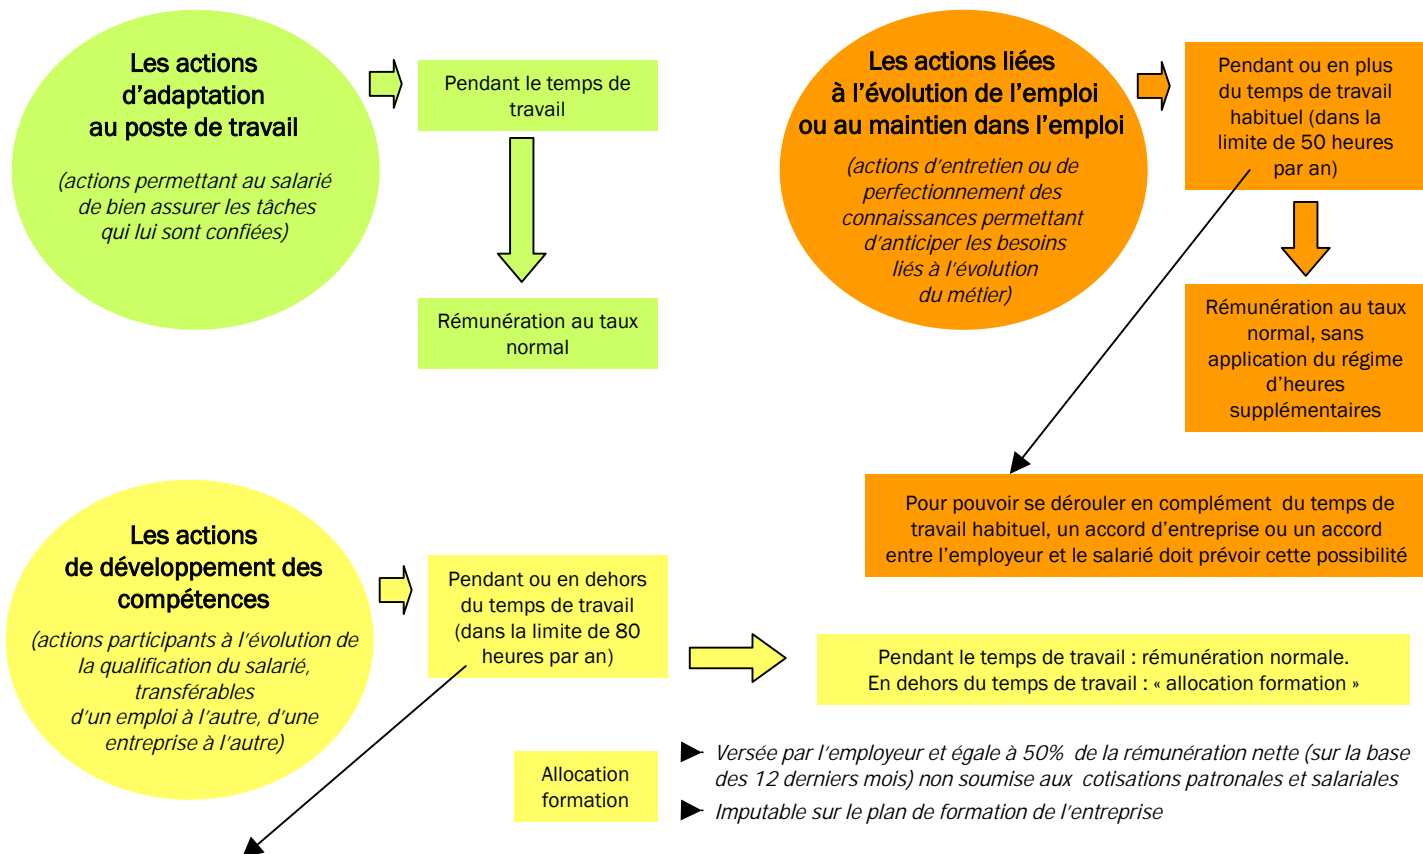 Les actions
d'adaptation
au poste de travail
(actions permettant au salarié
de bien assurer les tâches
qui lui sont confiées)
Pendant le temps de
travail
Rémunération au taux
normal
Les actions liées
à l'évolution de l'emploi
ou au maintien dans l'emploi
(actions d'entretien ou de
perfectionnement des
connaissances permettant
d'anticiper les besoins
liés à l'évolution
du métier)
Pendant ou en plus
du temps de travail
habituel (dans la
limite de 50 heures
par an)
Rémunération au taux
normal, sans
application du régime
d'heures
supplémentaires
Pour pouvoir se dérouler en complément du temps de
travail habituel, un accord d'entreprise ou un accord
entre l'employeur et le salarié doit prévoir cette possibilité
Les actions
de développement des
compétences
(actions participants à l'évolution de
la qualification du salarié,
transférables
d'un emploi à l'autre, d'une
entreprise à l'autre)
Pendant ou en dehors
du temps de travail
(dans la limite de 80
heures par an)
Pendant le temps de travail : rémunération normale.
En dehors du temps de travail : « allocation formation »
Allocation
formation
Versée par l'employeur et égale à 50% de la rémunération nette (sur la base
des 12 derniers mois) non soumise aux cotisations patronales et salariales
Imputable sur le plan de formation de l'entreprise